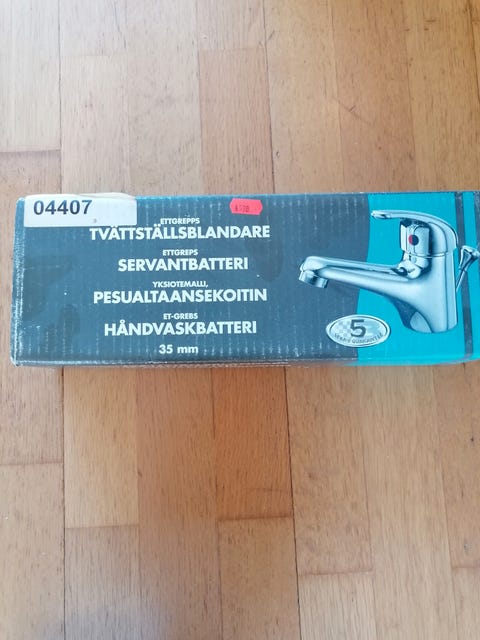 04407
ETTGREPPS
TVÄTTSTÄLLSBLANDARE
ETTGREPS
SERVANTBATTERI
YKSIOTEMALLI,
PESUALTAANSEKOITIN
ET-GREBS
HÅNDVASKBATTERI
35 mm
5